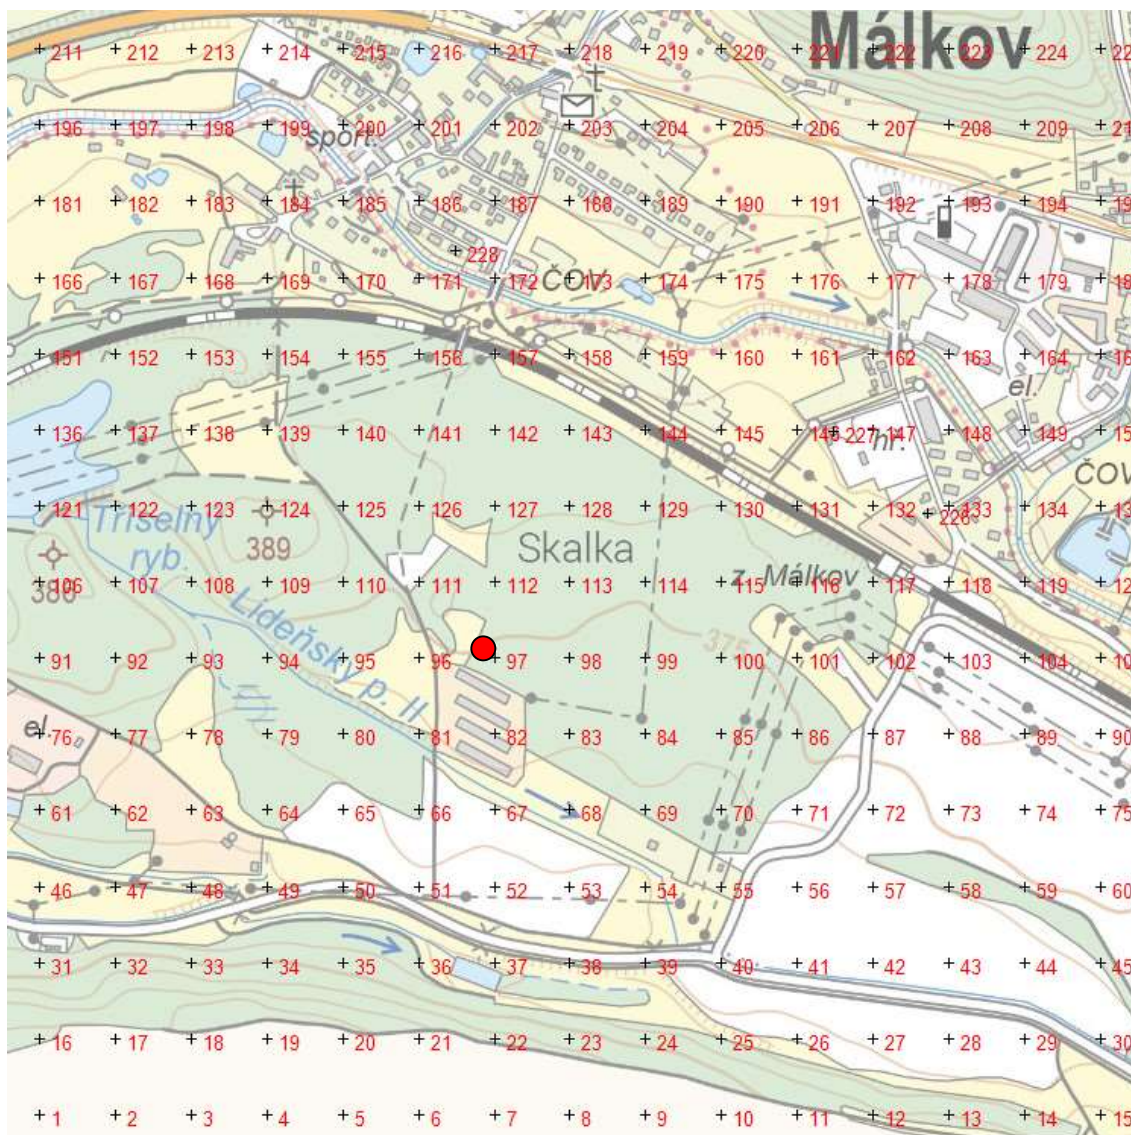 Málkov
211 212 213 214 215 216 217 218 219 220 221 222 223 224 22
196 197 198 199 200 201 202 203 204 205 206 207 208 209 21
sport.
181 182 183 184 185 186 187 188 189 190 191 192 193 194 19
228
166 167 168 169 170 171 172 173 174 175 176 177 178 179 18
ČOV
151 152 153 154 155 156 157 158 159 160 161 162 163 164 16
el.
136 137 138 139 140 141 142 143 144 145 146 227 147 148 149 15
hř.
ČOV
121 122 123 124 125 126 127 128 129 130 131 132 226 133 134 13
Tříselný
ryb.
389
Skalka
z. Málkov
386
106 107 108 109 110 111 112 113 114 115 116 117 118 119 12
Lideňský p. II
375
91 92 93 94 95 96 97 98 99 100 101 102 103 104 10
el.
76 77 78 79 80 81 82 83 84 85 86 87 88 89 90
61 62 63 64 65 66 67 68 69 70 71 72 73 74 75
46 47 48 49 50 51 52 53 54 55 56 57 58 59 60
31 32 33 34 35 36 37 38 39 40 41 42 43 44 45
16 17 18 19 20 21 22 23 24 25 26 27 28 29 30
1 2 3 4 5 6 7 8 9 10 11 12 13 14 15